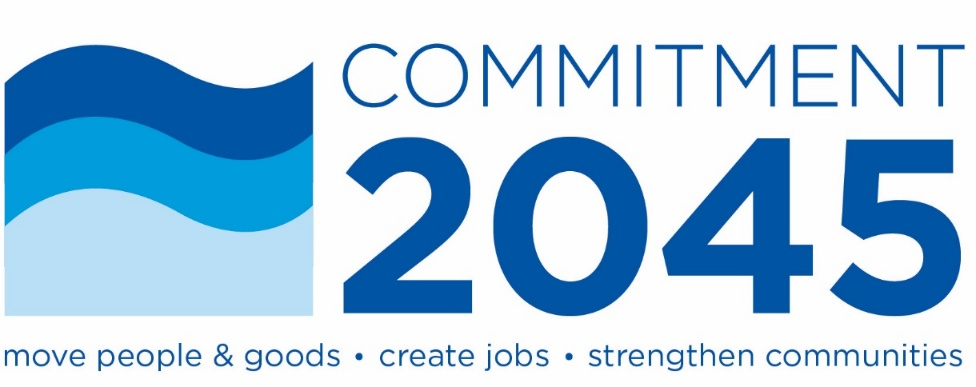 COMMITMENT
2045
move people & goods • create jobs • strengthen communities